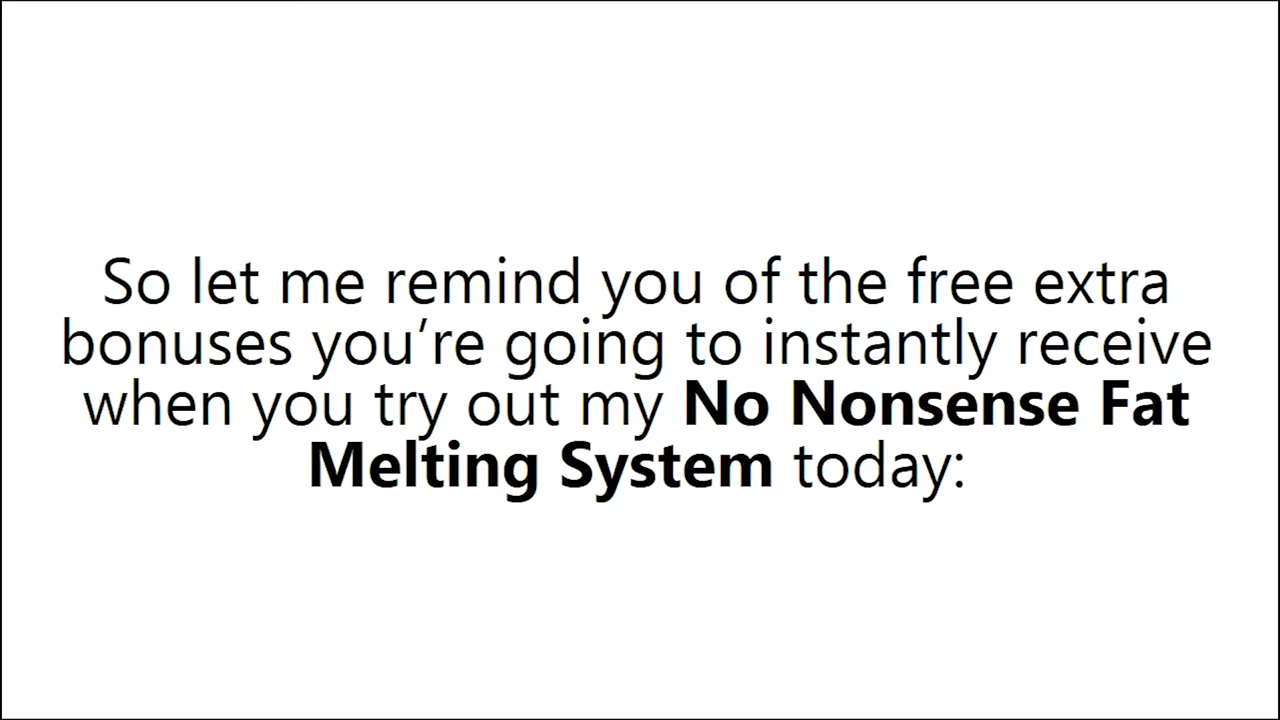 So let me remind you of the free extra
bonuses you’re going to instantly receive
when you try out my No Nonsense Fat
Melting System today: